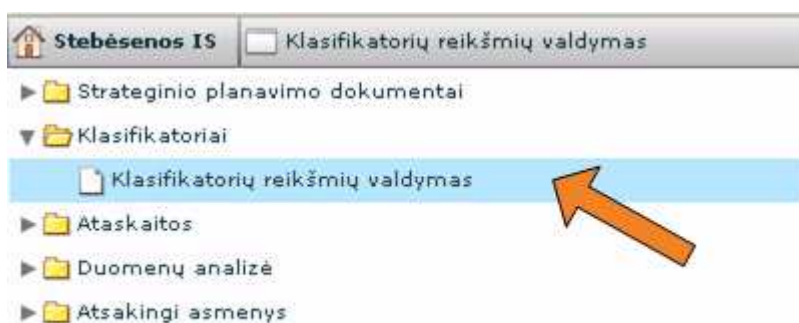 Stebėsenos IS Klasifikatorių reikšmių valdymas
Strateginio planavimo dokumentai
Klasifikatoriai
Klasifikatorių reikšmių valdymas
Ataskaitos
Duomenų analizė
Atsakingi asmenys